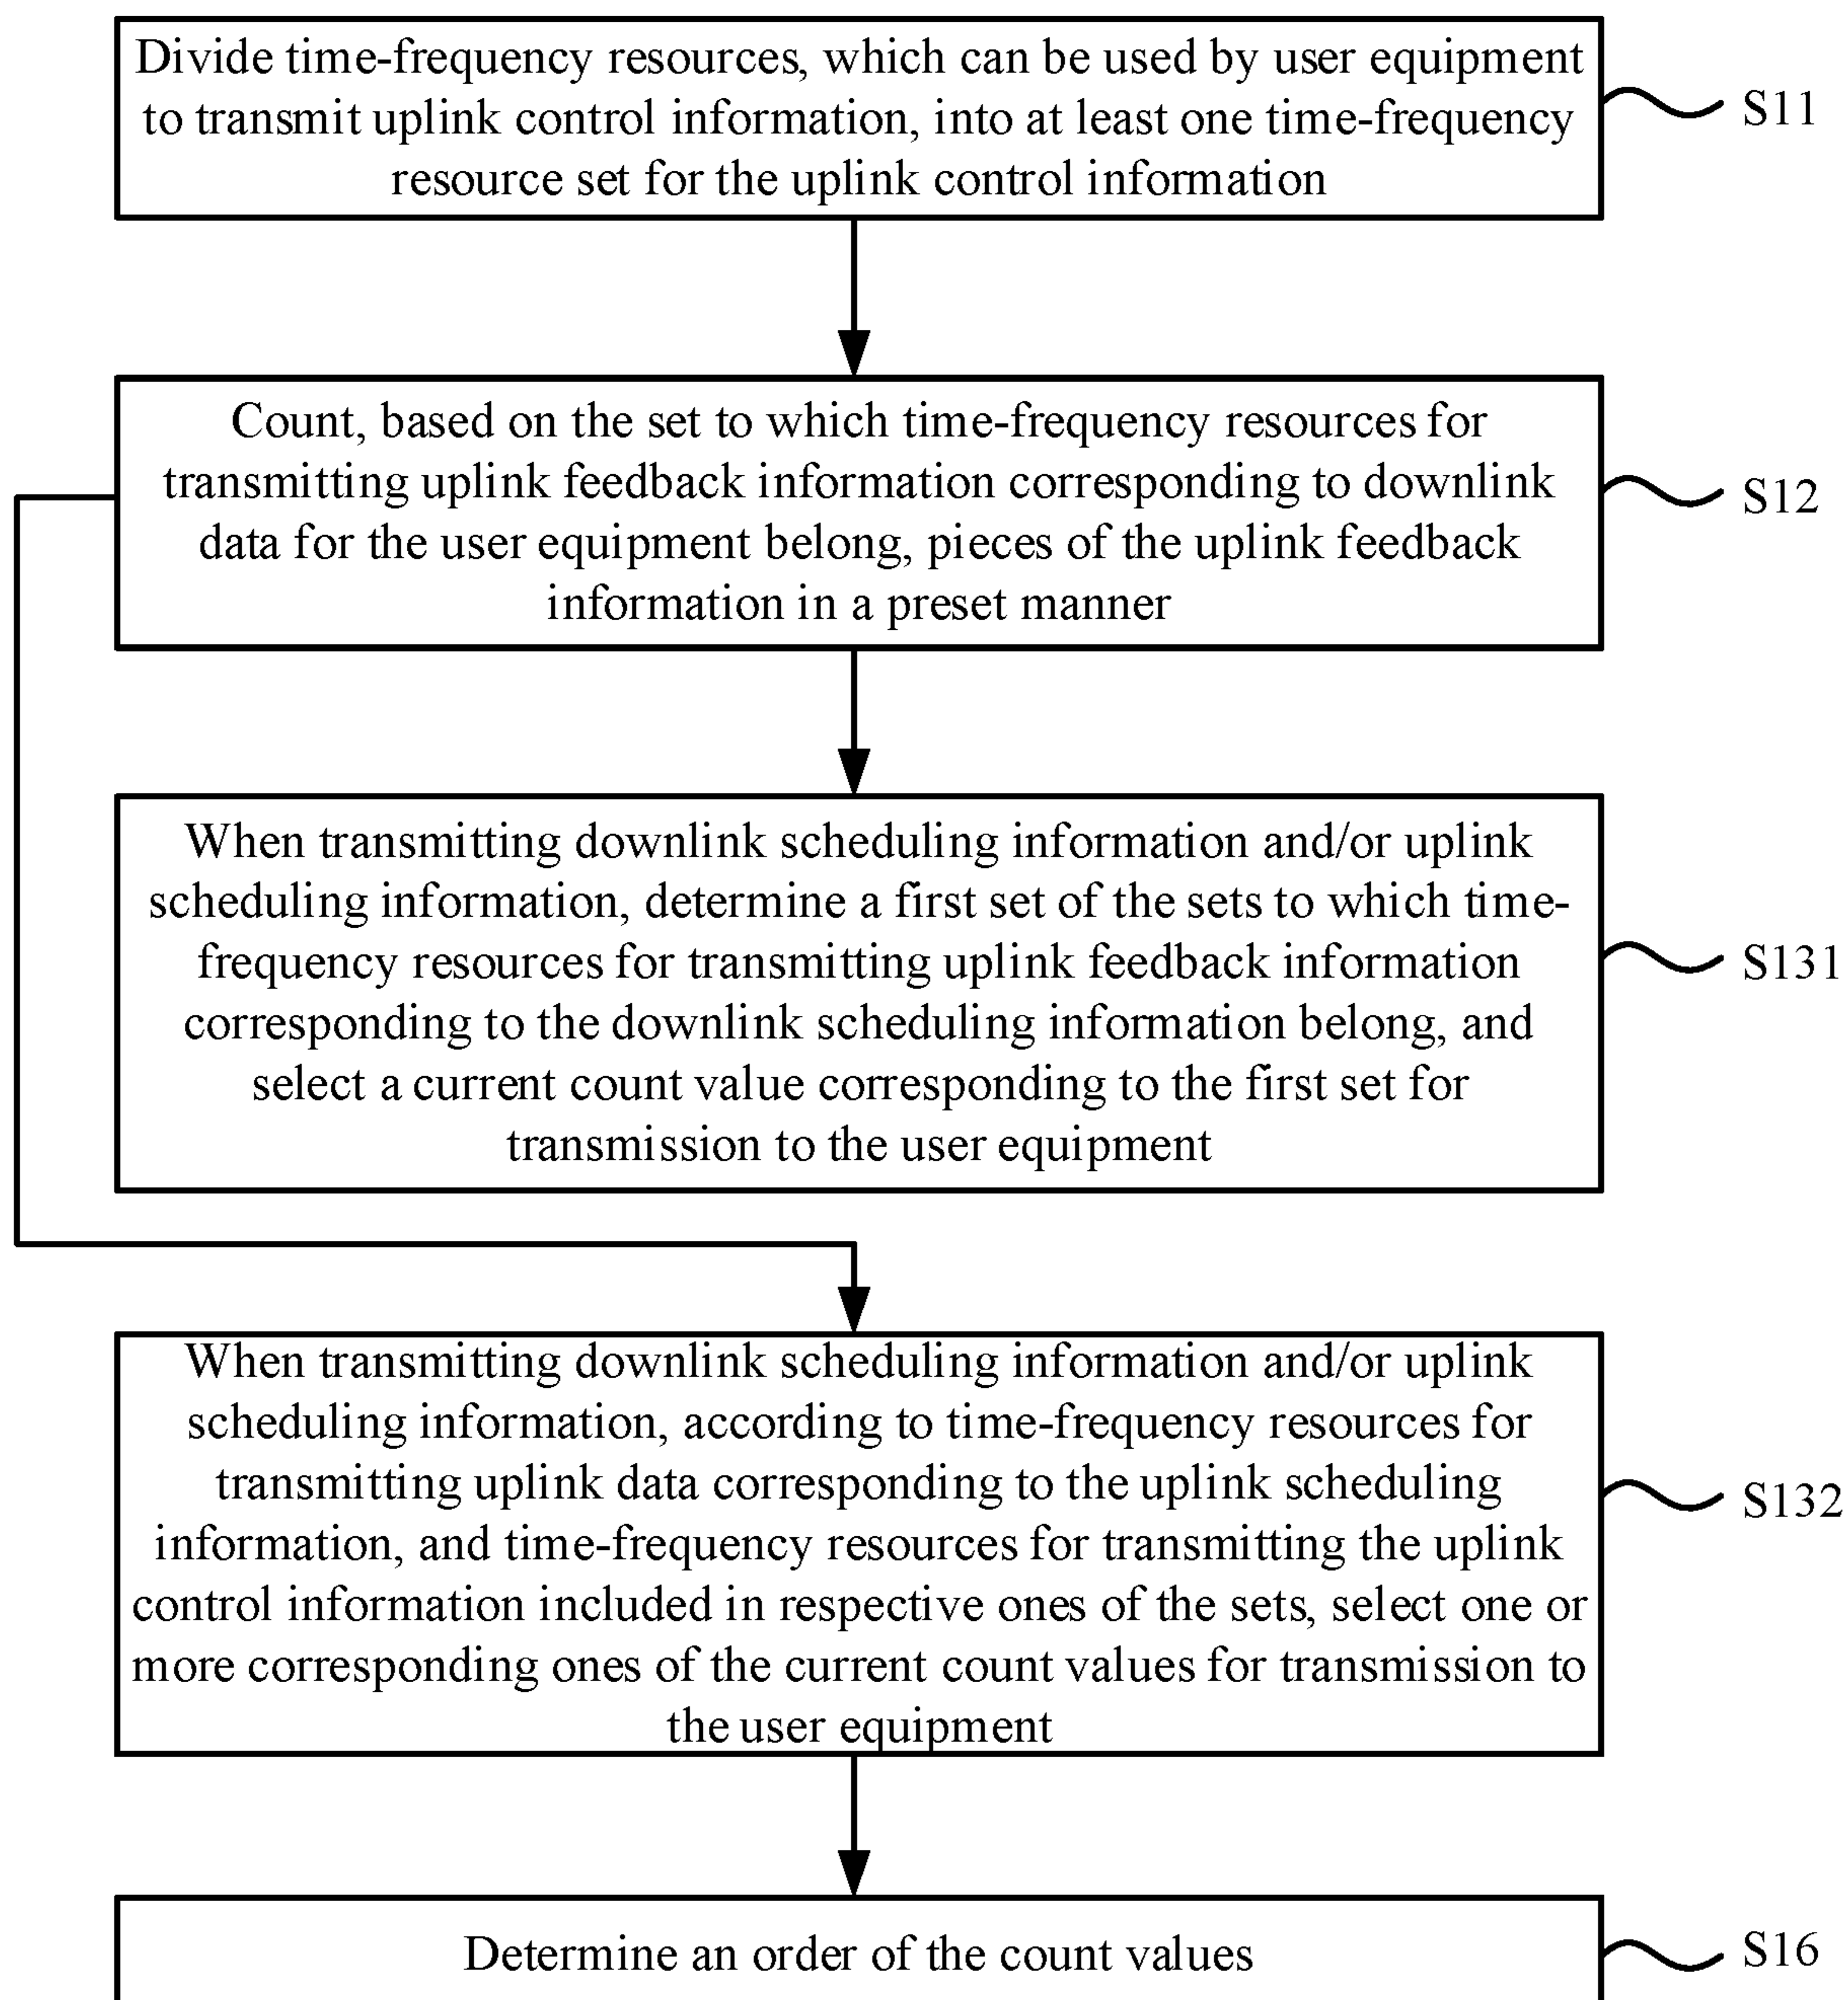 Divide time-frequency resources, which can be used by user equipment
to transmit uplink control information, into at least one time-frequency
resource set for the uplink control information
S11
Count, based on the set to which time-frequency resources for
transmitting uplink feedback information corresponding to downlink
data for the user equipment belong, pieces of the uplink feedback
information in a preset manner
S12
When transmitting downlink scheduling information and/or uplink
scheduling information, determine a first set of the sets to which time-
frequency resources for transmitting uplink feedback information
corresponding to the downlink scheduling information belong, and
select a current count value corresponding to the first set for
transmission to the user equipment
S131
When transmitting downlink scheduling information and/or uplink
scheduling information, according to time-frequency resources for
transmitting uplink data corresponding to the uplink scheduling
information, and time-frequency resources for transmitting the uplink
control information included in respective ones of the sets, select one or
more corresponding ones of the current count values for transmission to
the user equipment
S132
Determine an order of the count values
S16